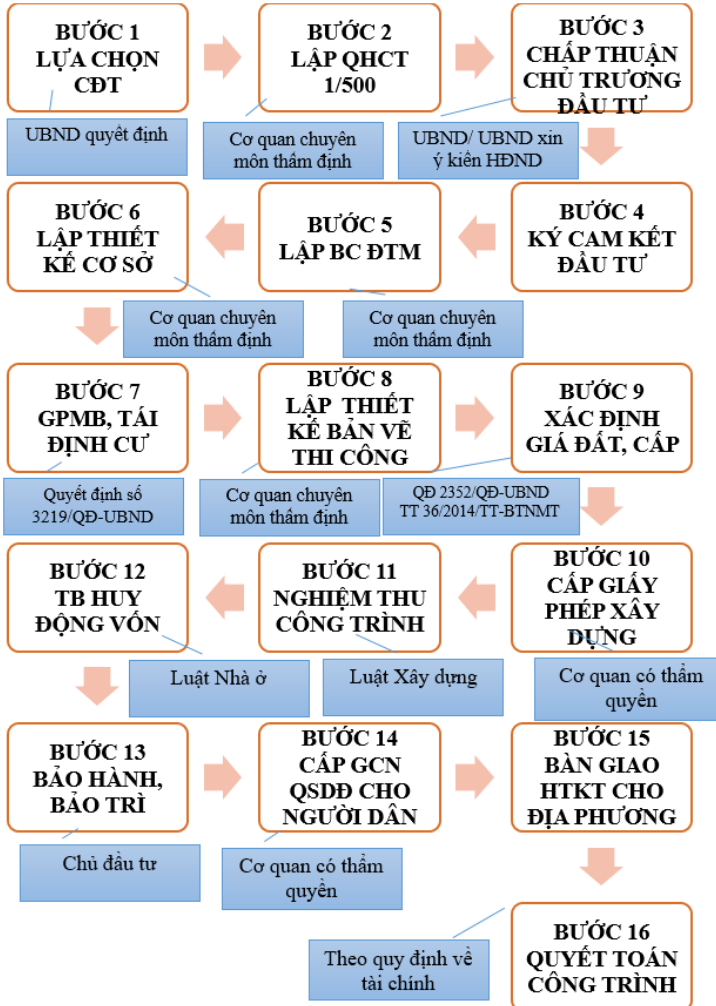 BƯỚC 1
LỰA CHỌN
CĐT
BƯỚC 2
LẬP QHCT
1/500
BƯỚC 3
CHẤP THUẬN
CHỦ TRƯƠNG
ĐẦU TƯ
UBND quyết định
Cơ quan chuyên
môn thẩm định
UBND/ UBND xin
ý kiến HĐND
BƯỚC 6
LẬP THIẾT
KẾ CƠ SỞ
BƯỚC 5
LẬP BC ĐTM
BƯỚC 4
KÝ CAM KẾT
ĐẦU TƯ
Cơ quan chuyên
môn thẩm định
Cơ quan chuyên
môn thẩm định
BƯỚC 7
GPMB, TÁI
ĐỊNH CƯ
BƯỚC 8
LẬP THIẾT
KẾ BẢN VẼ
THI CÔNG
BƯỚC 9
XÁC ĐỊNH
GIÁ ĐẤT, CẤP
Quyết định số
3219/QĐ-UBND
Cơ quan chuyên
môn thẩm định
QĐ 2352/QĐ-UBND
TT 36/2014/TT-BTNMT
BƯỚC 12
TB HUY
ĐỘNG VỐN
BƯỚC 11
NGHIỆM THU
CÔNG TRÌNH
BƯỚC 10
CẤP GIẤY
PHÉP XÂY
DỰNG
Luật Nhà ở
Luật Xây dựng
Cơ quan có thẩm
quyền
BƯỚC 13
BẢO HÀNH,
BẢO TRÌ
BƯỚC 14
CẤP GCN
QSDĐ CHO
NGƯỜI DÂN
BƯỚC 15
BÀN GIAO
HTKT CHO
ĐỊA PHƯƠNG
Chủ đầu tư
Cơ quan có thẩm
quyền
BƯỚC 16
QUYẾT TOÁN
CÔNG TRÌNH
Theo quy định về
tài chính